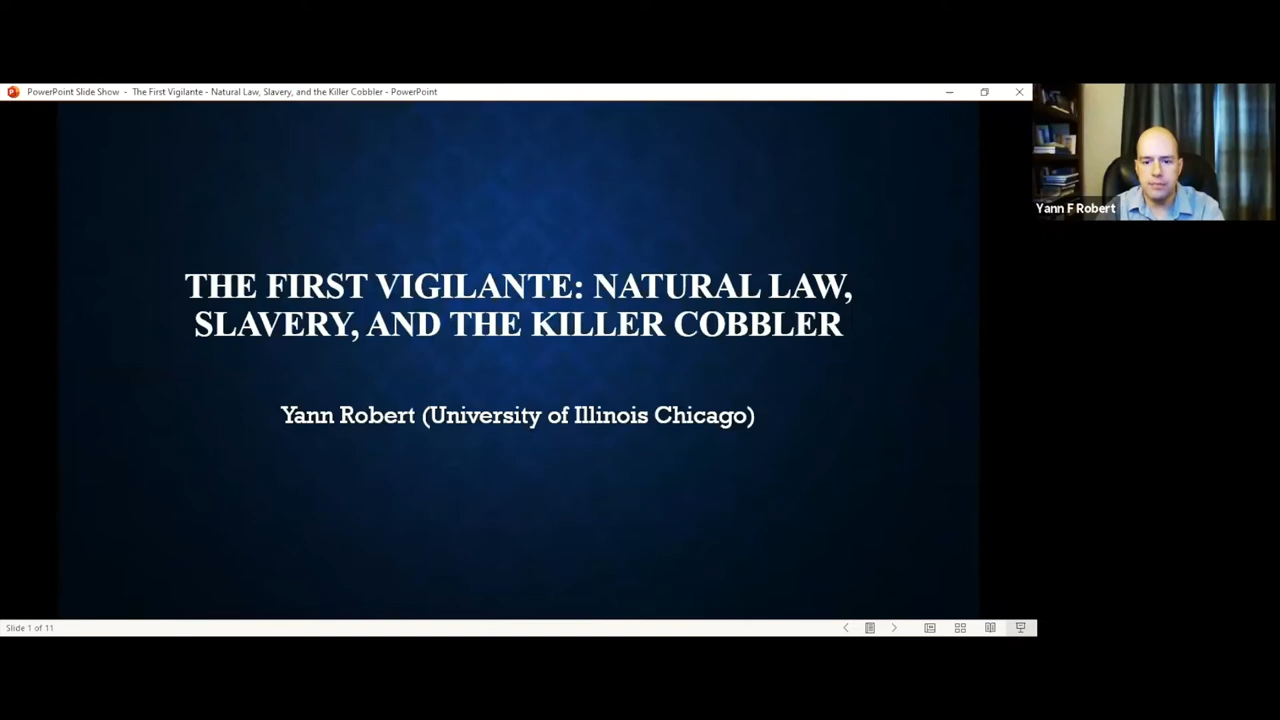 PowerPoint Slide Show - The First Vigilante - Natural Law, Slavery, and the Killer Cobbler - PowerPoint
THE FIRST VIGILANTE: NATURAL LAW,
SLAVERY, AND THE KILLER COBBLER
Yann Robert (University of Illinois Chicago)
Yann F Robert
Slide 1 of 11